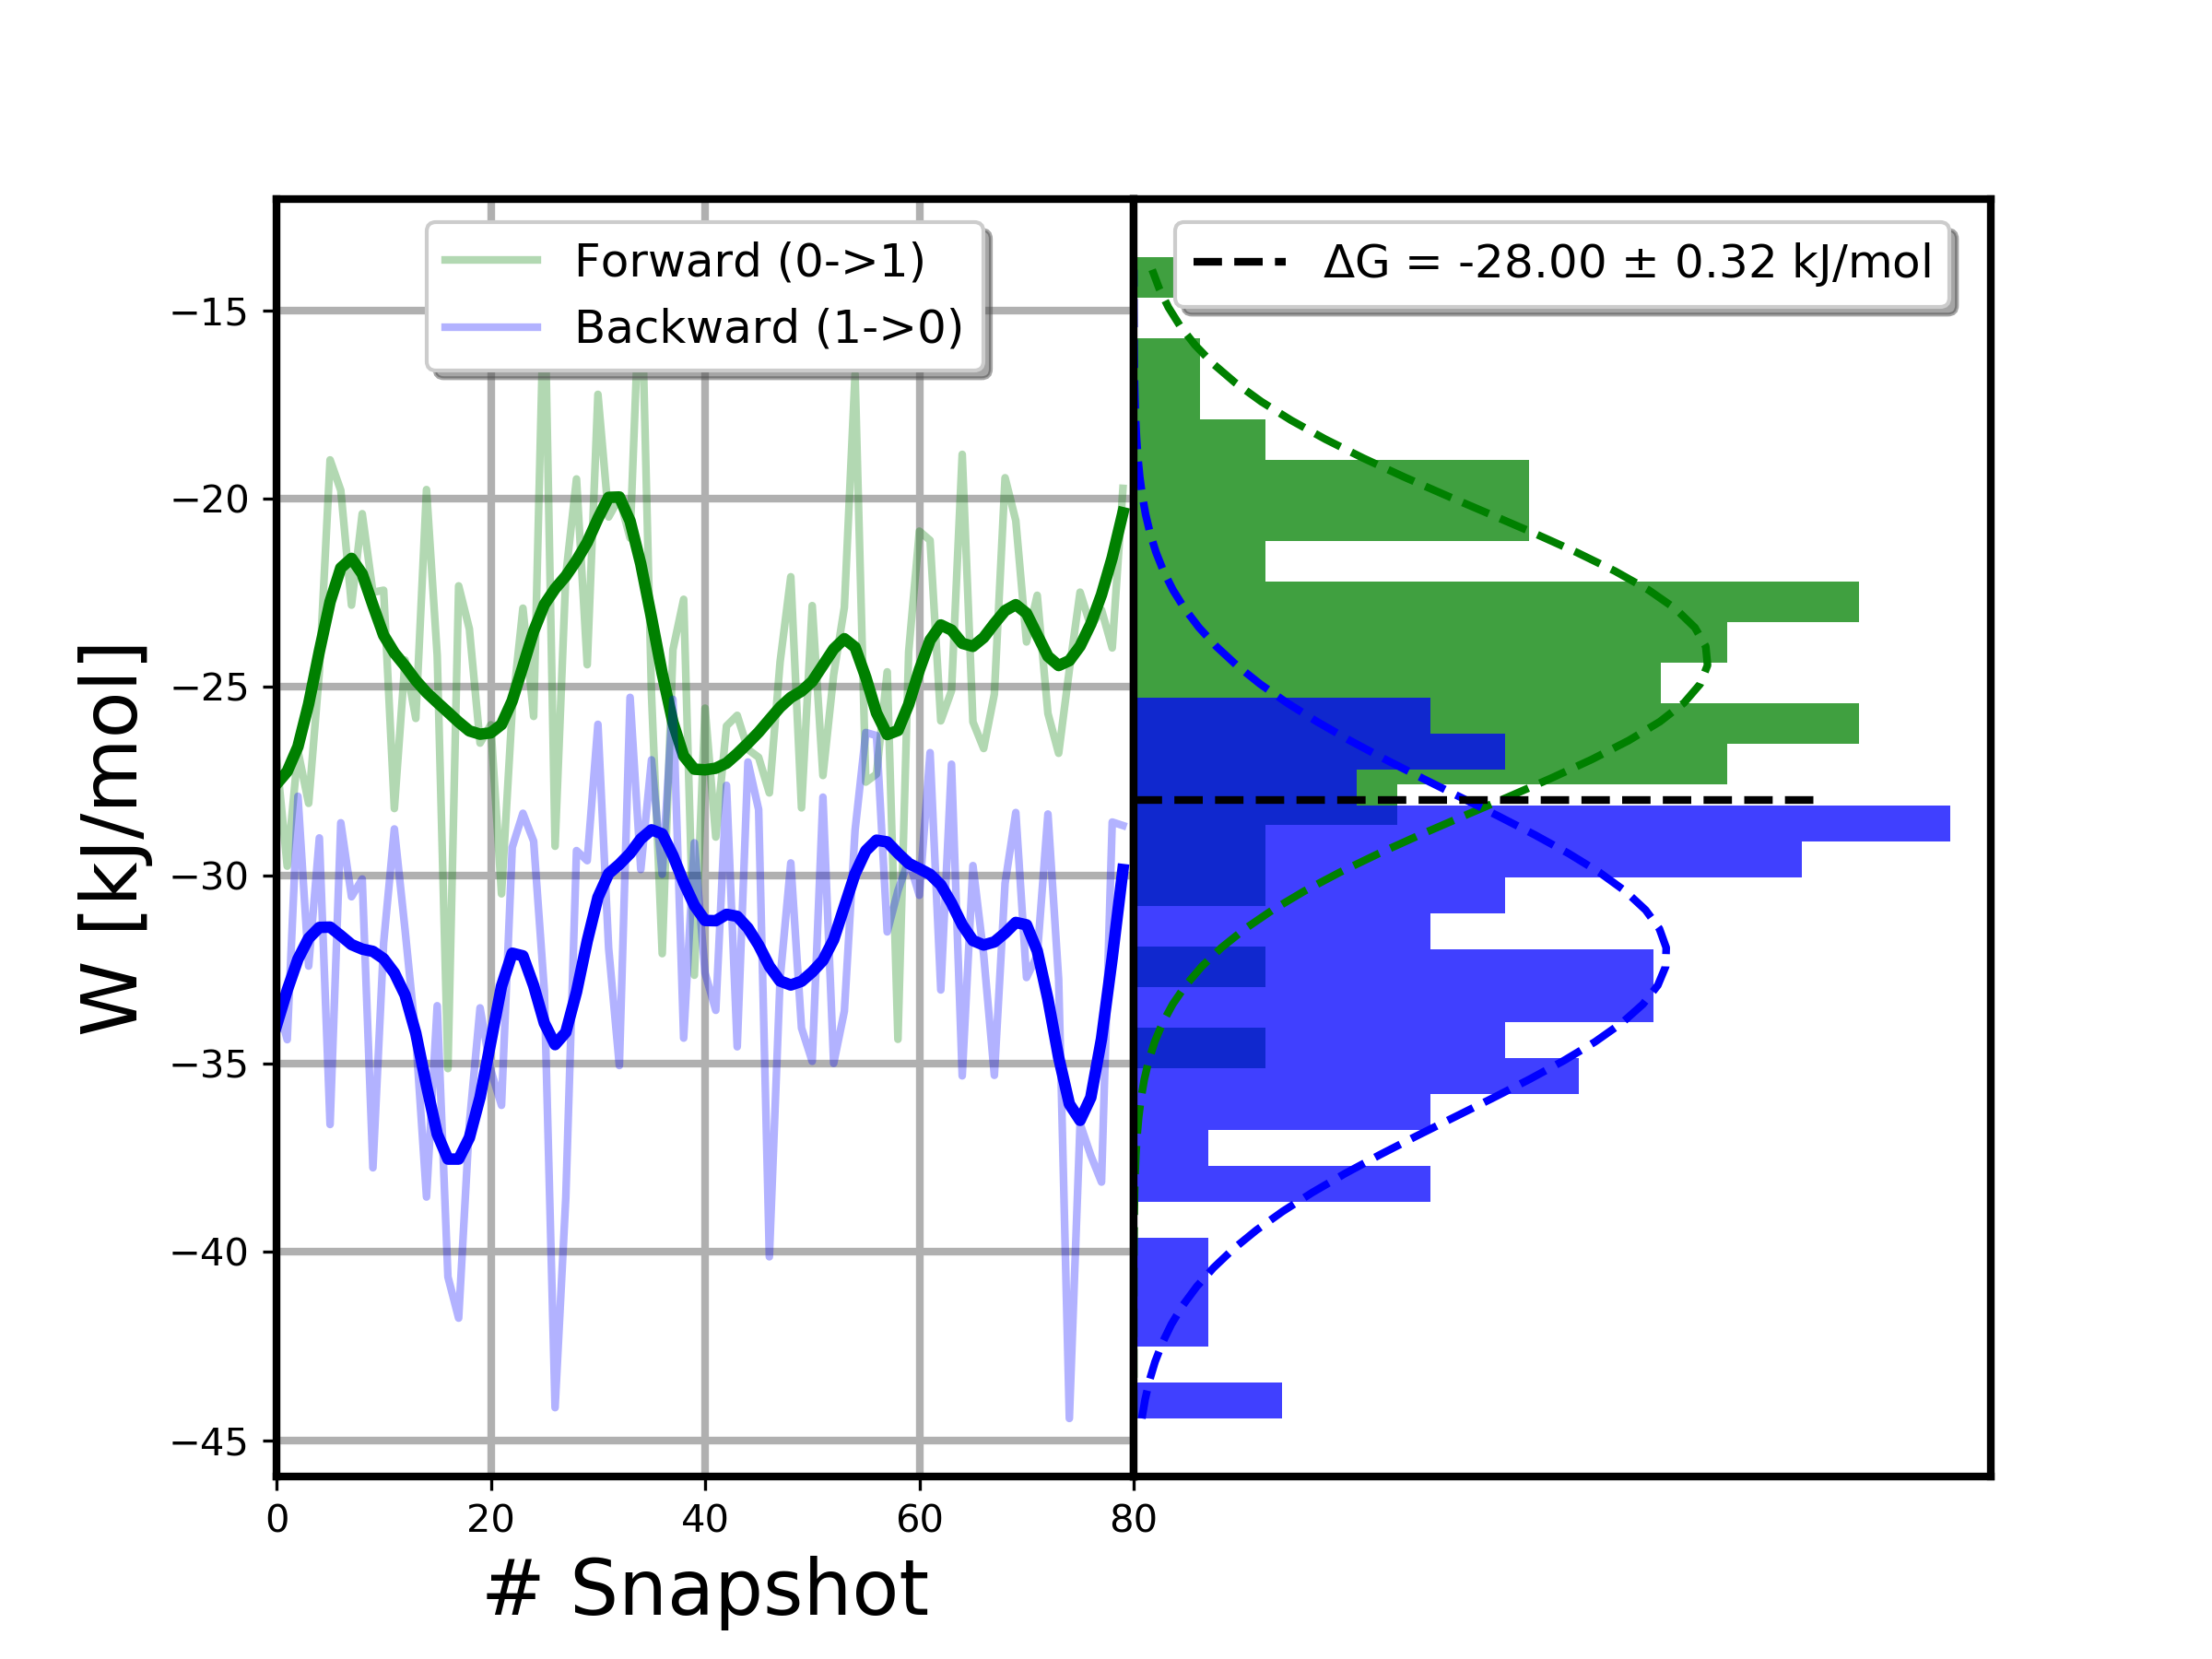 Forward (0->1)
Backward (1->0)
ΔG = -28.00 ± 0.32 kJ/mol
−15
−20
−25
−30
−35
−40
−45
W [kJ/mol]
0 20 40 60 80
# Snapshot